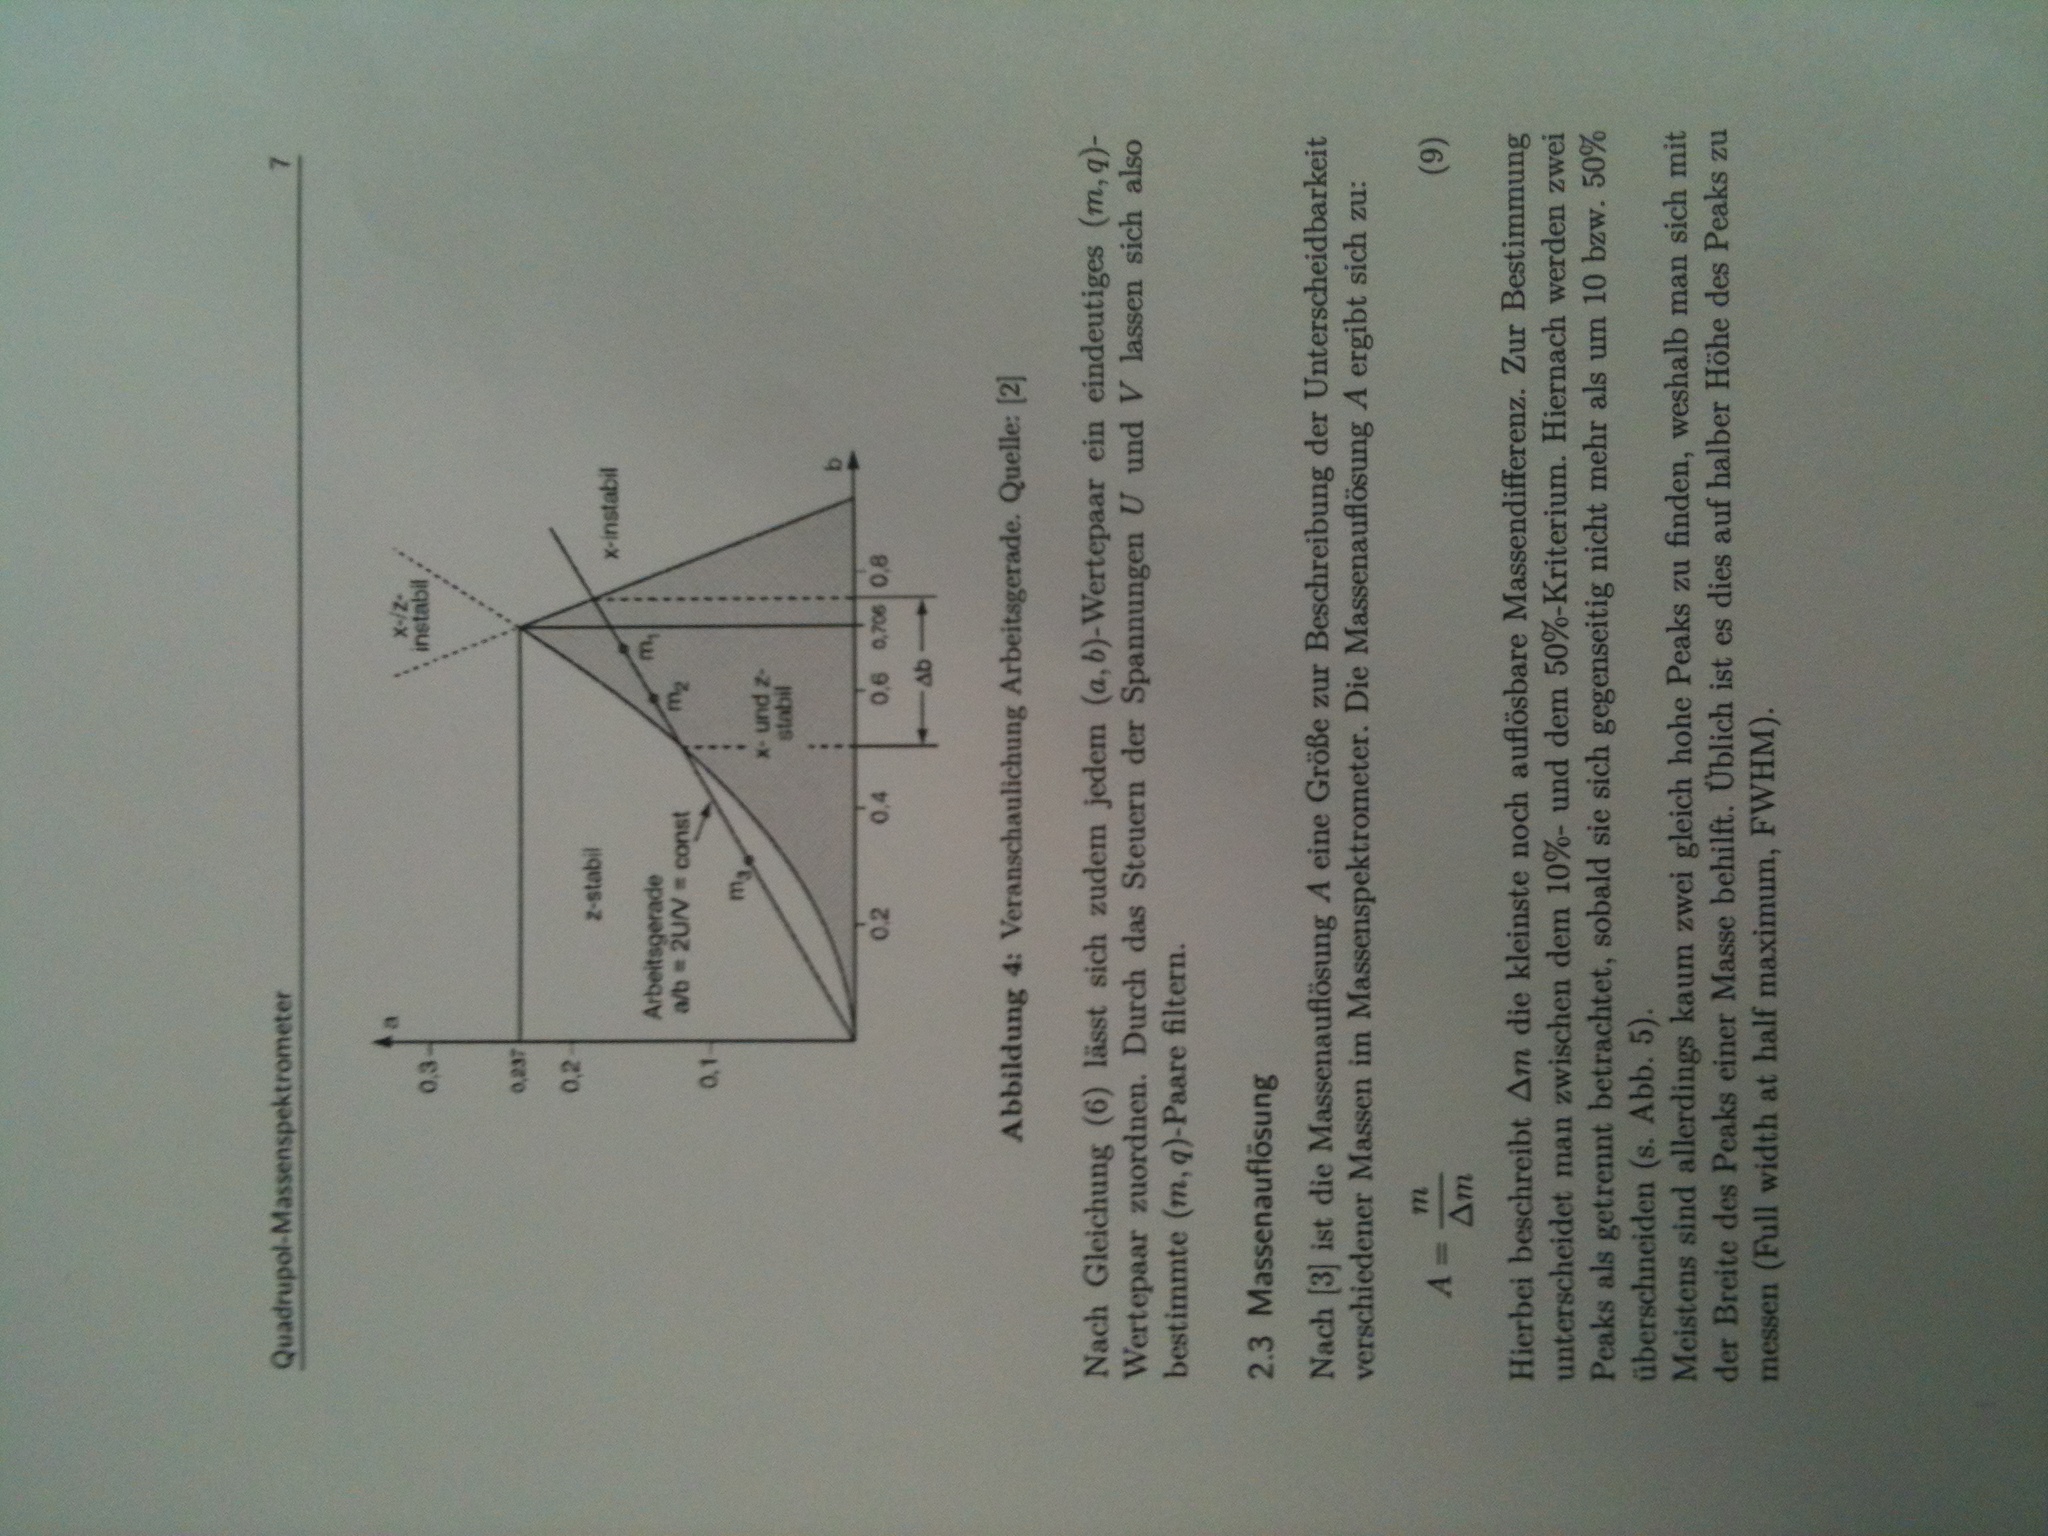 Quadrupol-Massenspektrometer 7
a
x-/z-
instabil
0,3
0,237
0,2
z-stabil
x-instabil
Arbeitsgerade
a/b = 2U/V = const
m₁
m₂
0,1
m₃
x- und z-
stabil
b
0,2 0,4 0,6 0,706 0,8
Δb
Abbildung 4: Veranschaulichung Arbeitsgerade. Quelle: [2]
Nach Gleichung (6) lässt sich zudem jedem (a, b)-Wertepaar ein eindeutiges (m, q)-
Wertepaar zuordnen. Durch das Steuern der Spannungen U und V lassen sich also
bestimmte (m, q)-Paare filtern.
2.3 Massenauflösung
Nach [3] ist die Massenauflösung A eine Größe zur Beschreibung der Unterscheidbarkeit
verschiedener Massen im Massenspektrometer. Die Massenauflösung A ergibt sich zu:
A = m/Δm (9)
Hierbei beschreibt Δm die kleinste noch auflösbare Massendifferenz. Zur Bestimmung
unterscheidet man zwischen dem 10%- und dem 50%-Kriterium. Hiernach werden zwei
Peaks als getrennt betrachtet, sobald sie sich gegenseitig nicht mehr als um 10 bzw. 50%
überschneiden (s. Abb. 5).
Meistens sind allerdings kaum zwei gleich hohe Peaks zu finden, weshalb man sich mit
der Breite des Peaks einer Masse behilft. Üblich ist es dies auf halber Höhe des Peaks zu
messen (Full width at half maximum, FWHM).